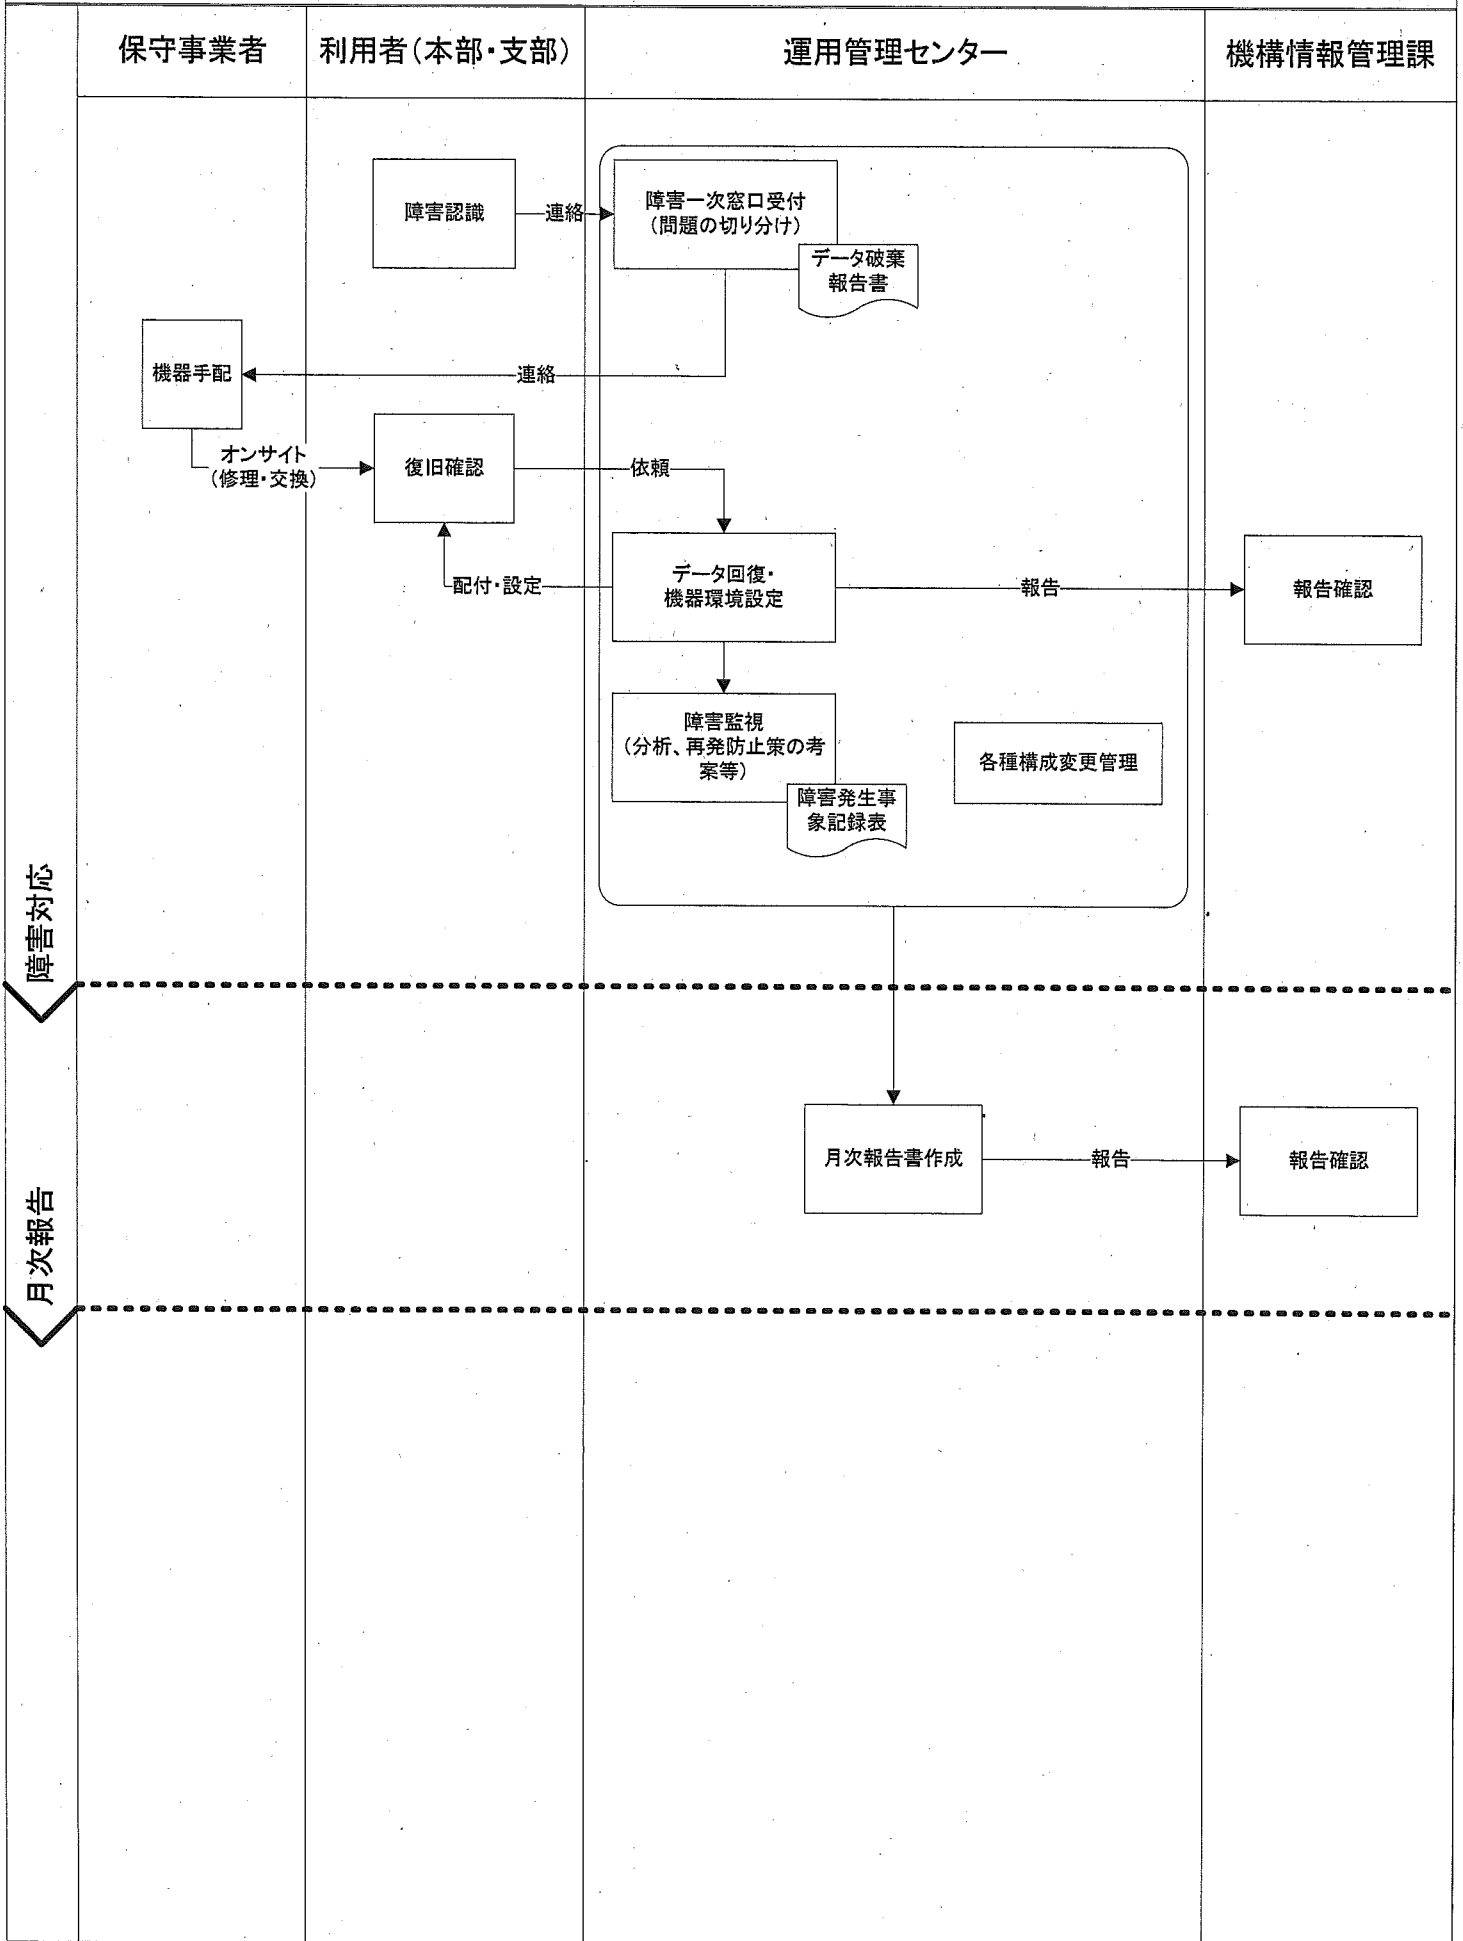 保守事業者
利用者(本部・支部)
運用管理センター
機構情報管理課
障害認識
連絡
障害一次窓口受付
(問題の切り分け)
データ破棄
報告書
機器手配
連絡
オンサイト
(修理・交換)
復旧確認
依頼
配付・設定
データ回復・
機器環境設定
報告
報告確認
障害監視
(分析、再発防止策の考
案等)
障害発生事
象記録表
各種構成変更管理
障害対応
月次報告書作成
報告
報告確認
月次報告